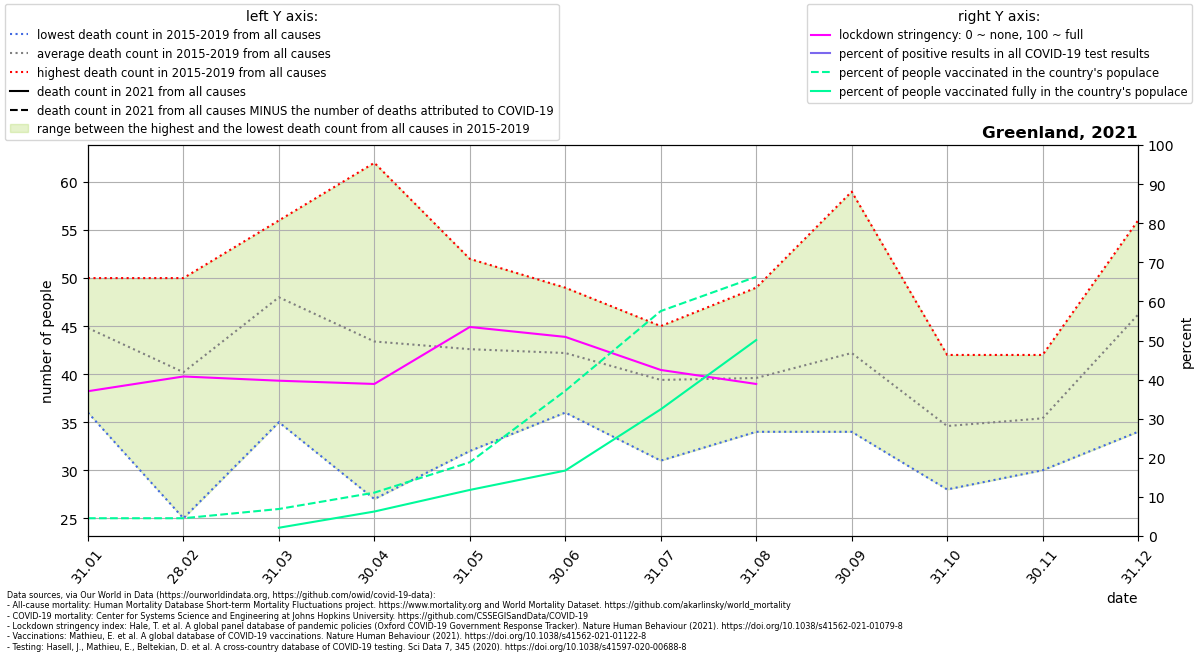 left Y axis:
lowest death count in 2015-2019 from all causes
average death count in 2015-2019 from all causes
highest death count in 2015-2019 from all causes
death count in 2021 from all causes
death count in 2021 from all causes MINUS the number of deaths attributed to COVID-19
range between the highest and the lowest death count from all causes in 2015-2019
right Y axis:
lockdown stringency: 0 ~ none, 100 ~ full
percent of positive results in all COVID-19 test results
percent of people vaccinated in the country's populace
percent of people vaccinated fully in the country's populace
Greenland, 2021
number of people
60
55
50
45
40
35
30
25
100
90
80
70
60
50
40
30
20
10
0
percent
31.01
28.02
31.03
30.04
31.05
30.06
31.07
31.08
30.09
31.10
30.11
31.12
date
Data sources, via Our World in Data (https://ourworldindata.org, https://github.com/owid/covid-19-data):
- All-cause mortality: Human Mortality Database Short-term Mortality Fluctuations project. https://www.mortality.org and World Mortality Dataset. https://github.com/akarlinsky/world_mortality
- COVID-19 mortality: Center for Systems Science and Engineering at Johns Hopkins University. https://github.com/CSSEGISandData/COVID-19
- Lockdown stringency index: Hale, T. et al. A global panel database of pandemic policies (Oxford COVID-19 Government Response Tracker). Nature Human Behaviour (2021). https://doi.org/10.1038/s41562-021-01079-8
- Vaccinations: Mathieu, E. et al. A global database of COVID-19 vaccinations. Nature Human Behaviour (2021). https://doi.org/10.1038/s41562-021-01122-8
- Testing: Hasell, J., Mathieu, E., Beltekian, D. et al. A cross-country database of COVID-19 testing. Sci Data 7, 345 (2020). https://doi.org/10.1038/s41597-020-00688-8